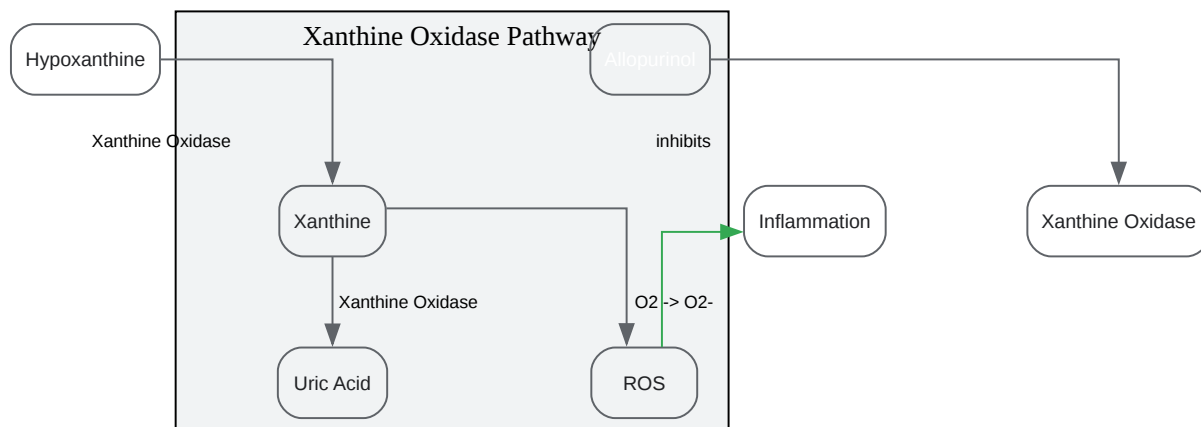 Xanthine Oxidase Pathway
Hypoxanthine
Allopurinol
Xanthine Oxidase
inhibits
Xanthine
Inflammation
Xanthine Oxidase
Xanthine Oxidase
O2 -> O2-
Uric Acid
ROS